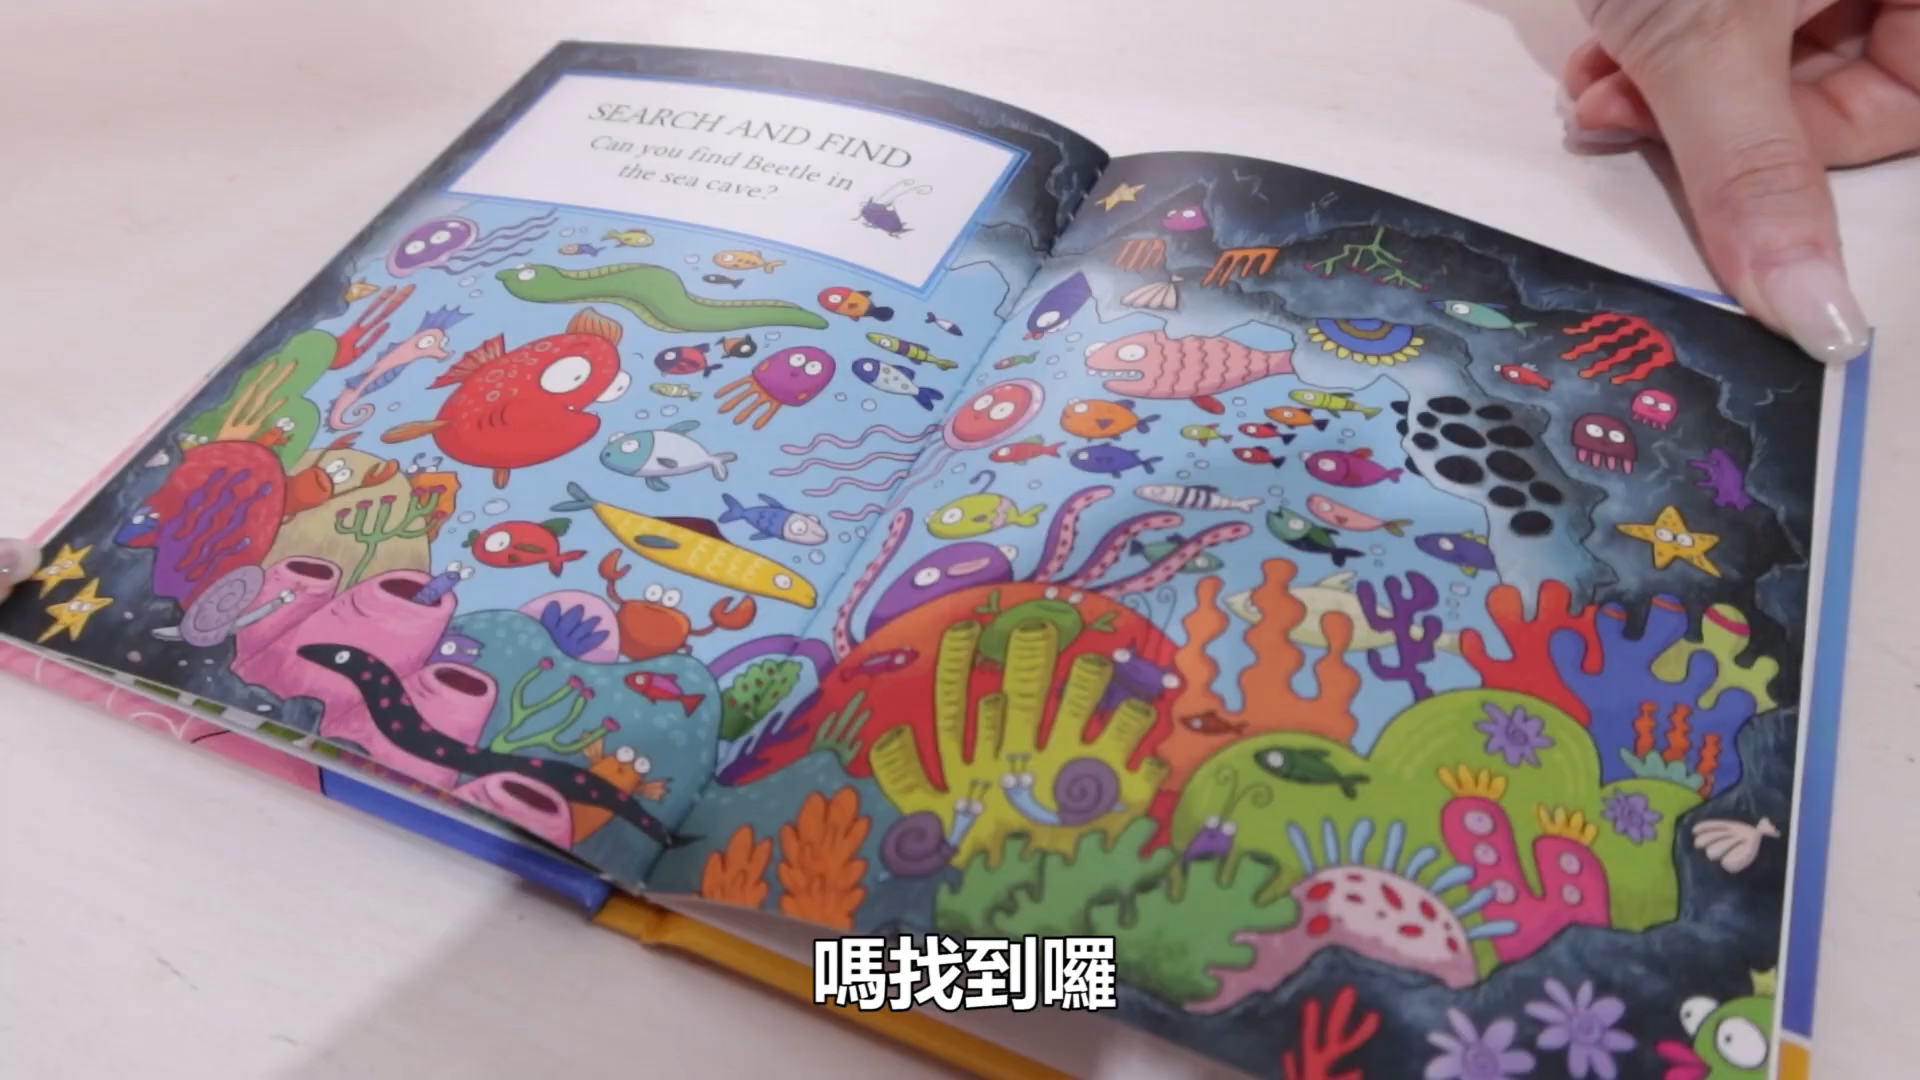 SEARCH AND FIND
Can you find Beetle in
the sea cave?
嗎找到囉